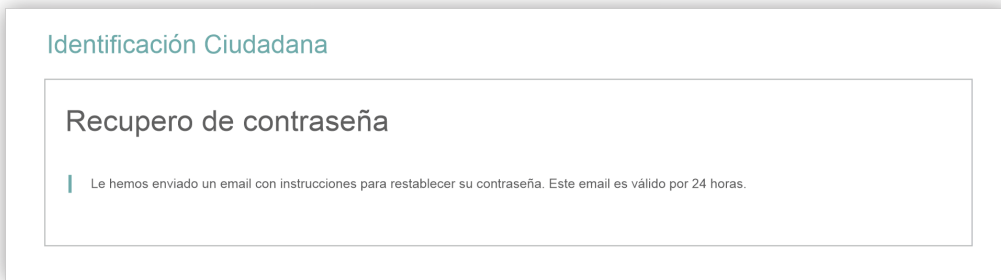 Identificación Ciudadana
Recupero de contraseña
Le hemos enviado un email con instrucciones para restablecer su contraseña. Este email es válido por 24 horas.